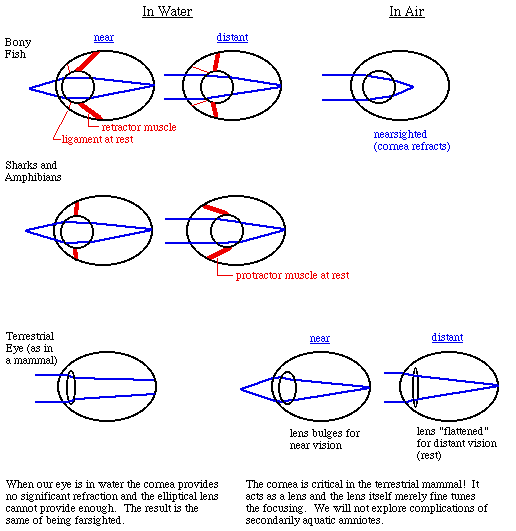 In Water
In Air
Bony
Fish
near
distant
retractor muscle
ligament at rest
nearsighted
(cornea refracts)
Sharks and
Amphibians
protractor muscle at rest
Terrestrial
Eye (as in
a mammal)
near
distant
lens bulges for
near vision
lens "flattened"
for distant vision
(rest)
When our eye is in water the cornea provides
no significant refraction and the elliptical lens
cannot provide enough. The result is the
same of being farsighted.
The cornea is critical in the terrestrial mammal! It
acts as a lens and the lens itself merely fine tunes
the focusing. We will not explore complications of
secondarily aquatic amniotes.